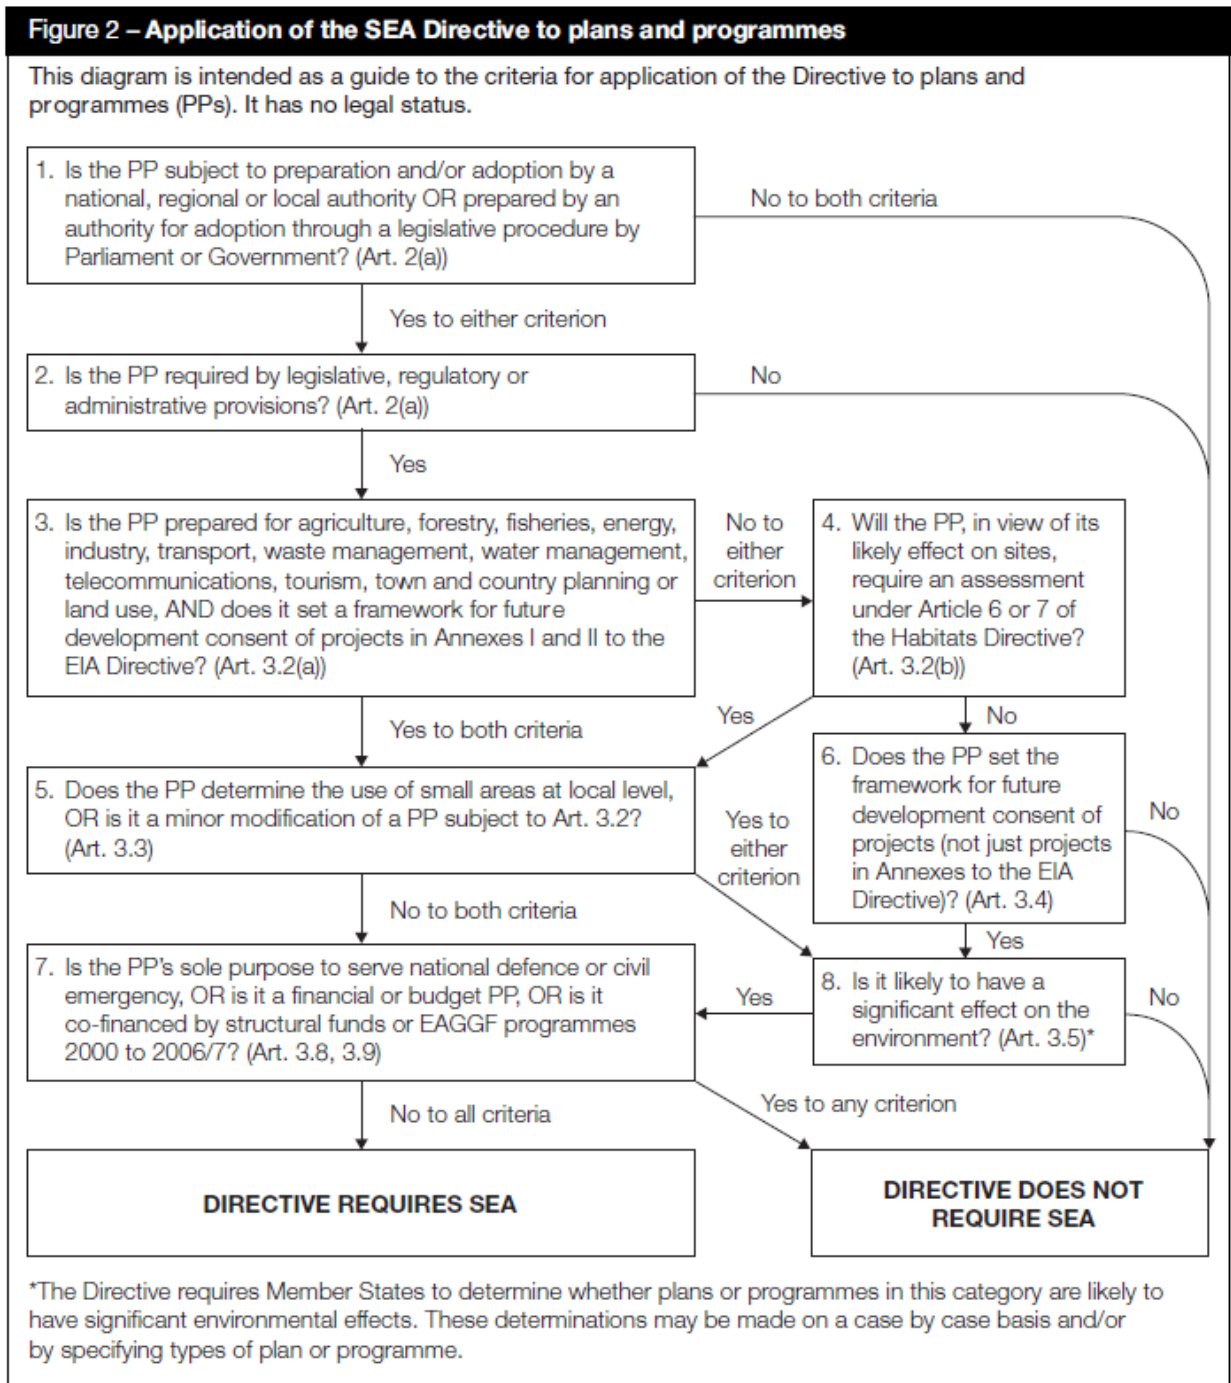 Figure 2 – Application of the SEA Directive to plans and programmes
This diagram is intended as a guide to the criteria for application of the Directive to plans and
programmes (PPs). It has no legal status.
1. Is the PP subject to preparation and/or adoption by a
national, regional or local authority OR prepared by an
authority for adoption through a legislative procedure by
Parliament or Government? (Art. 2(a))
No to both criteria
Yes to either criterion
2. Is the PP required by legislative, regulatory or
administrative provisions? (Art. 2(a))
No
Yes
3. Is the PP prepared for agriculture, forestry, fisheries, energy,
industry, transport, waste management, water management,
telecommunications, tourism, town and country planning or
land use, AND does it set a framework for future
development consent of projects in Annexes I and II to the
EIA Directive? (Art. 3.2(a))
No to
either
criterion
4. Will the PP, in view of its
likely effect on sites,
require an assessment
under Article 6 or 7 of
the Habitats Directive?
(Art. 3.2(b))
Yes to both criteria
Yes
No
5. Does the PP determine the use of small areas at local level,
OR is it a minor modification of a PP subject to Art. 3.2?
(Art. 3.3)
Yes to
either
criterion
6. Does the PP set the
framework for future
development consent of
projects (not just projects
in Annexes to the EIA
Directive)? (Art. 3.4)
No
No to both criteria
Yes
7. Is the PP's sole purpose to serve national defence or civil
emergency, OR is it a financial or budget PP, OR is it
co-financed by structural funds or EAGGF programmes
2000 to 2006/7? (Art. 3.8, 3.9)
Yes
8. Is it likely to have a
significant effect on the
environment? (Art. 3.5)*
No
No to all criteria
Yes to any criterion
DIRECTIVE REQUIRES SEA
DIRECTIVE DOES NOT
REQUIRE SEA
*The Directive requires Member States to determine whether plans or programmes in this category are likely to
have significant environmental effects. These determinations may be made on a case by case basis and/or
by specifying types of plan or programme.